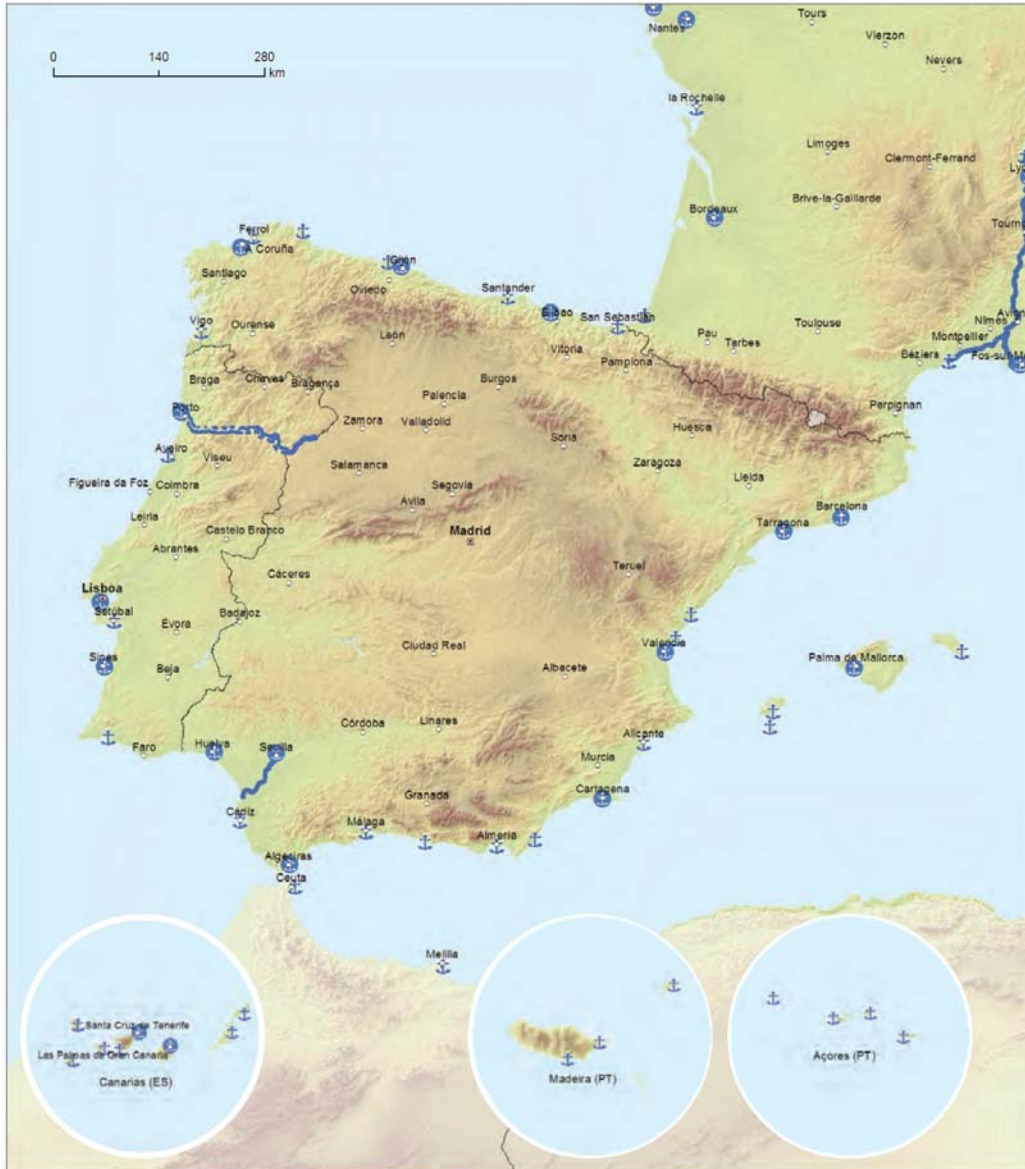 Nantes
Tours
Vierzon
Nevers
0 140 280
km
la Rochelle
Limoges
Clermont-Ferrand
Brive-la-Gaillarde
Bordeaux
Ferrol
A Coruña
Santiago
Gijón
Oviedo
Santander
Bilbao
San Sebastián
Vigo
Ourense
León
Vitoria
Pamplona
Pau
Tarbes
Toulouse
Montpellier
Nîmes
Béziers
Perpignan
Braga
Chaves
Bragança
Palencia
Burgos
Porto
Zamora
Valladolid
Soria
Huesca
Aveiro
Viseu
Salamanca
Segovia
Zaragoza
Lleida
Figueira da Foz
Coimbra
Avila
Barcelona
Leiria
Castelo Branco
Madrid
Tarragona
Abrantes
Cáceres
Teruel
Lisboa
Setúbal
Évora
Badajoz
Ciudad Real
Valencia
Palma de Mallorca
Sines
Beja
Albacete
Córdoba
Linares
Alicante
Faro
Huelva
Sevilla
Murcia
Granada
Cartagena
Cádiz
Málaga
Almería
Algeciras
Ceuta
Melilla
Santa Cruz de Tenerife
Las Palmas de Gran Canaria
Canarias (ES)
Madeira (PT)
Açores (PT)